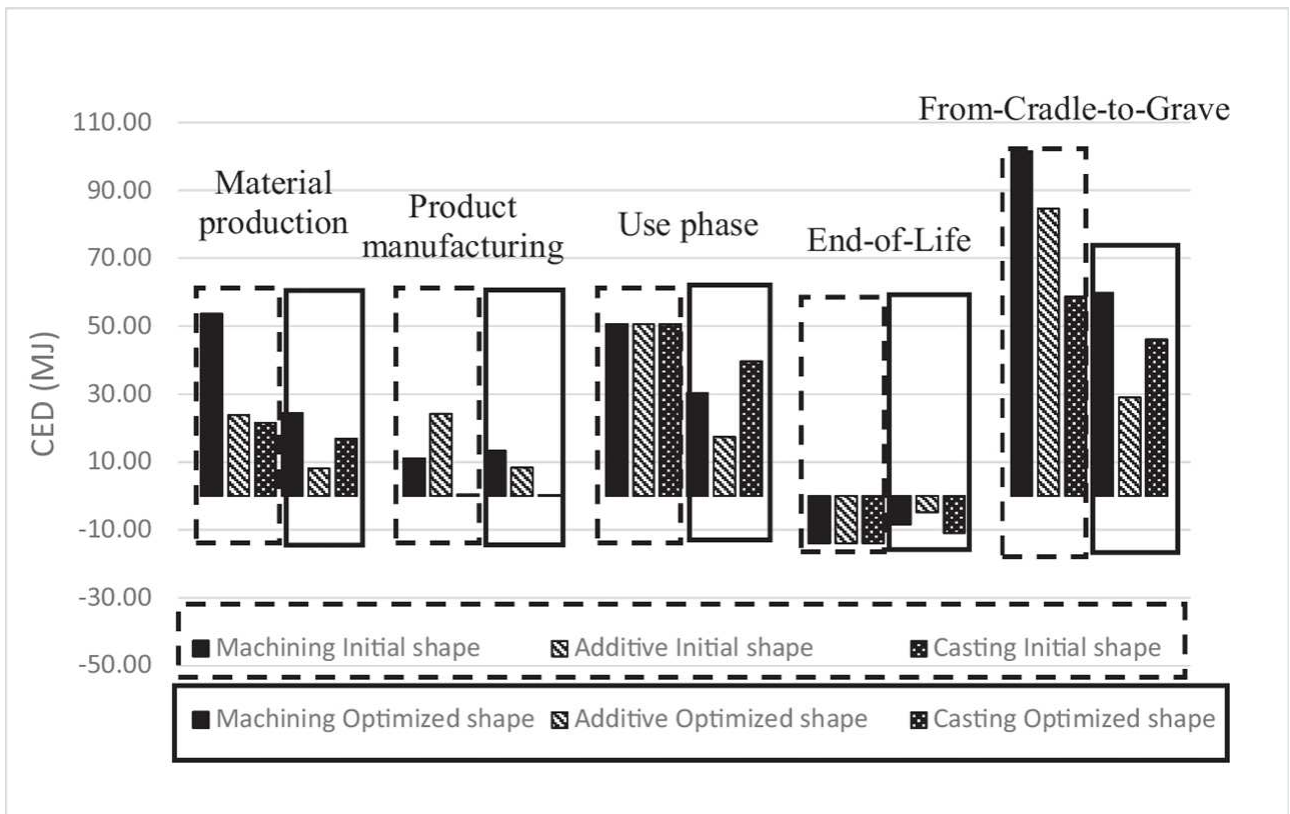 From-Cradle-to-Grave
110.00
Material
production
90.00
Product
manufacturing
Use phase
End-of-Life
70.00
50.00
30.00
10.00
-10.00
-30.00
-50.00
CED (MJ)
Machining Initial shape
Additive Initial shape
Casting Initial shape
Machining Optimized shape
Additive Optimized shape
Casting Optimized shape